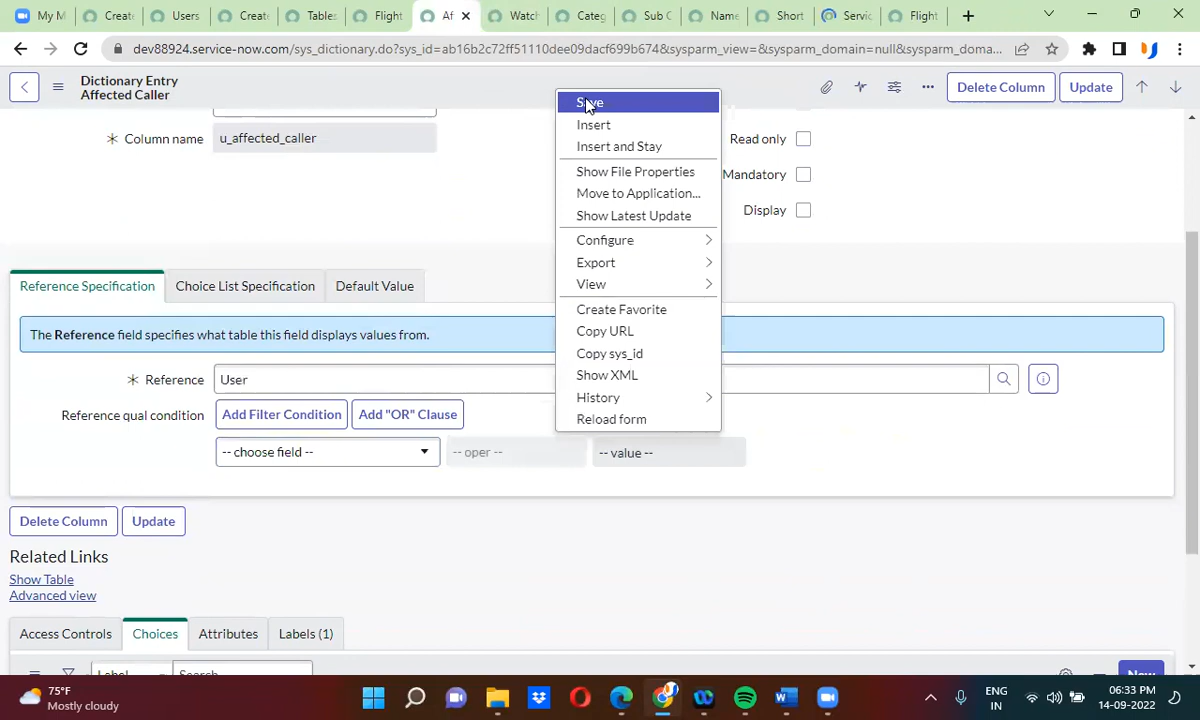 My M
Create
Users
Create
Tables
Flight
Af
Watch
Categ
Sub C
Name
Short
Servic
Flight
dev88924.service-now.com/sys_dictionary.do?sys_id=ab16b2c72ff51110dee09dacf699b674&sysparm_view=&sysparm_domain=null&sysparm_doma...
Dictionary Entry
Affected Caller
Delete Column
Update
Save
Insert
Insert and Stay
Show File Properties
Move to Application...
Show Latest Update
Configure
Export
View
Create Favorite
Copy URL
Copy sys_id
Show XML
History
Reload form
Column name
u_affected_caller
Read only
Mandatory
Display
Reference Specification
Choice List Specification
Default Value
The Reference field specifies what table this field displays values from.
Reference
User
Reference qual condition
Add Filter Condition
Add "OR" Clause
-- choose field --
-- oper --
-- value --
Delete Column
Update
Related Links
Show Table
Advanced view
Access Controls
Choices
Attributes
Labels (1)
Label
Search
New
75°F
Mostly cloudy
ENG
IN
06:33 PM
14-09-2022